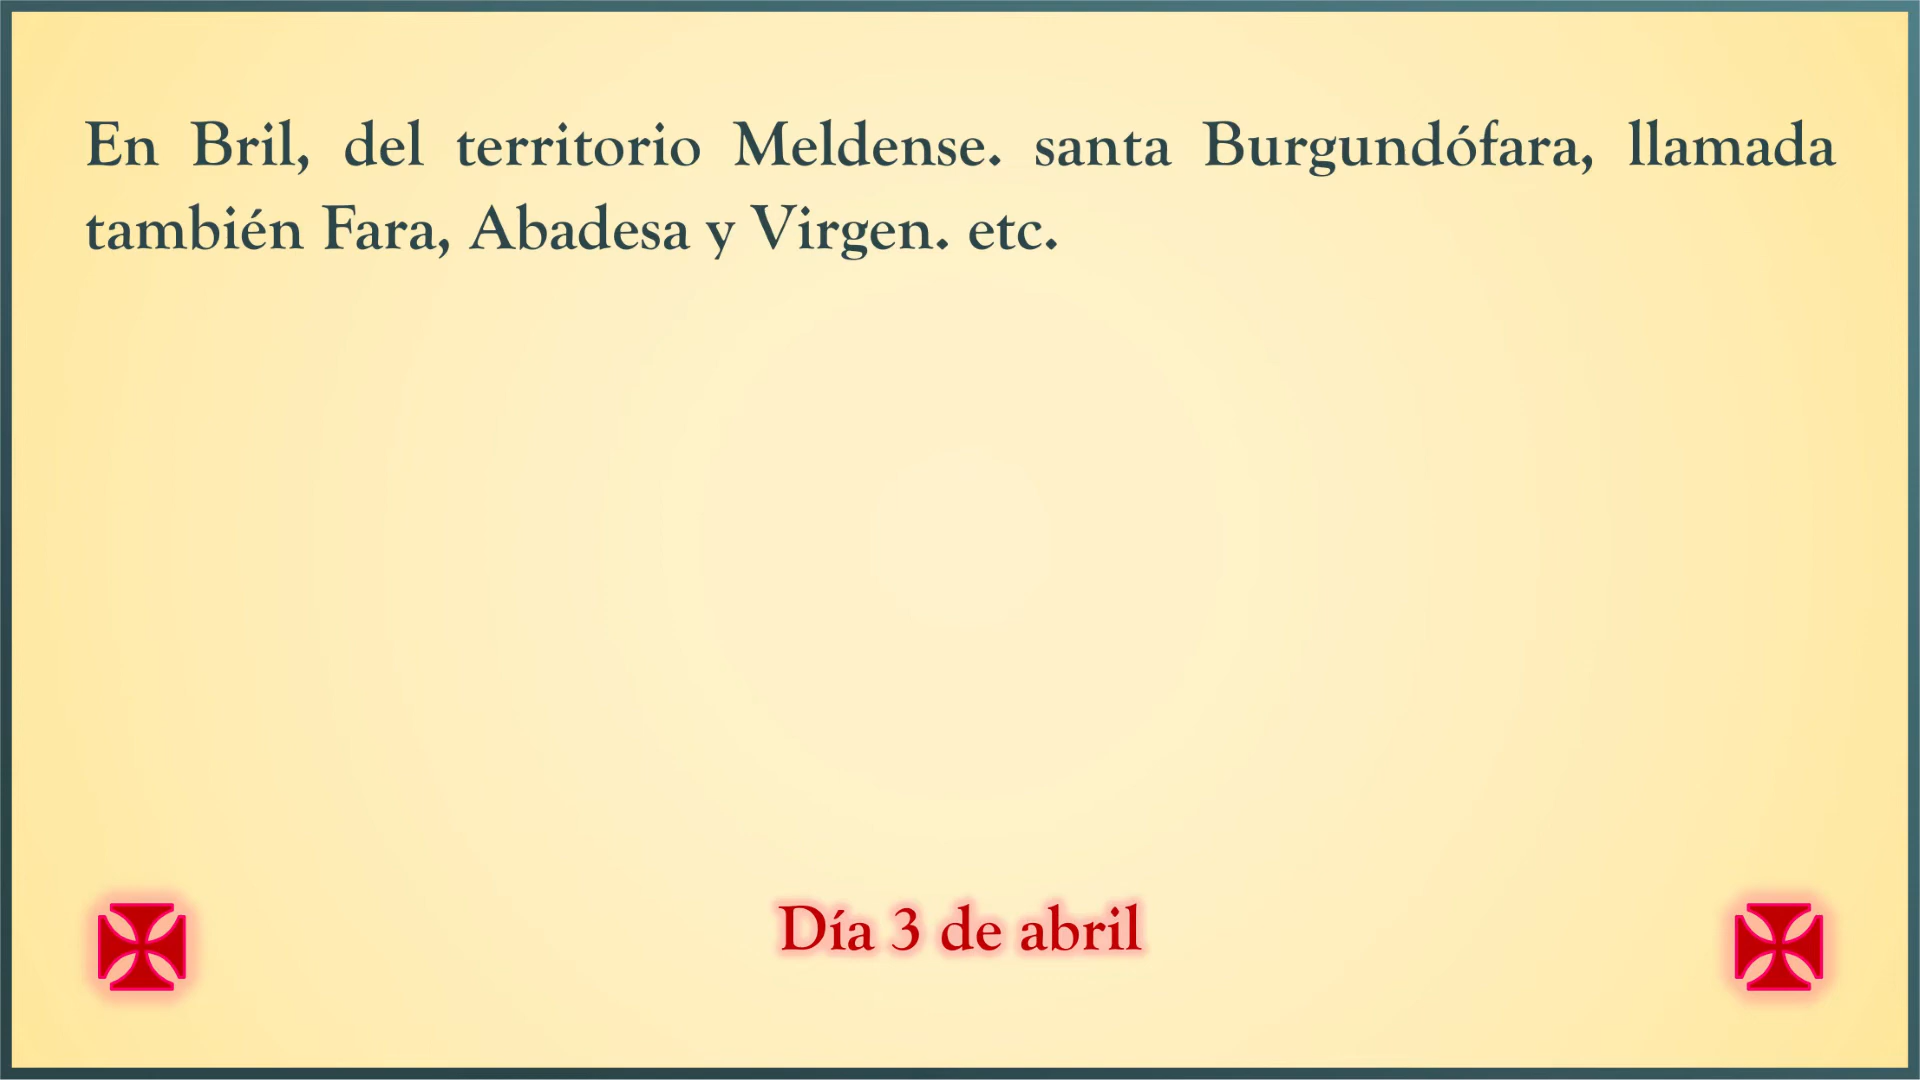 En Bril, del territorio Meldense. santa Burgundófara, llamada
también Fara, Abadesa y Virgen. etc.
Día 3 de abril